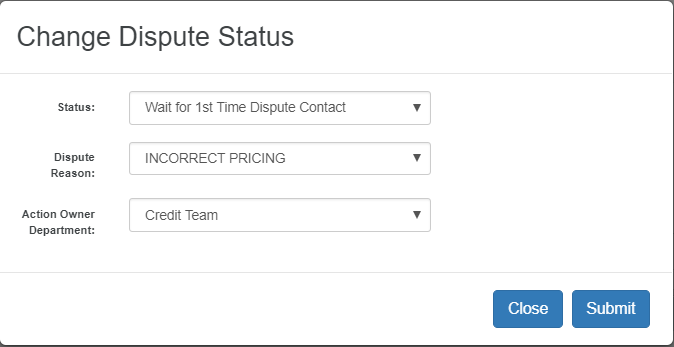 Change Dispute Status
Status: Wait for 1st Time Dispute Contact ▼
Dispute
Reason: INCORRECT PRICING ▼
Action Owner
Department: Credit Team ▼
Close Submit